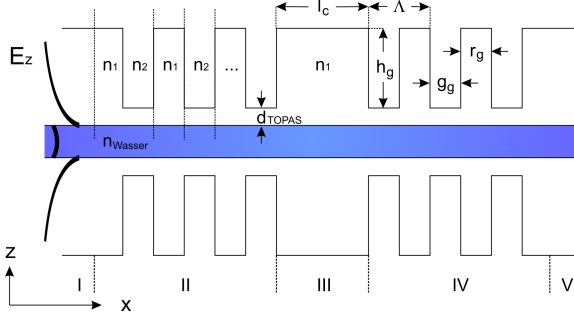 l_c
Λ
E_z
n₁ n₂ n₁ n₂ ... n₁
h_g
r_g
g_g
d_TOPAS
n_Wasser
z
I II III IV V
x